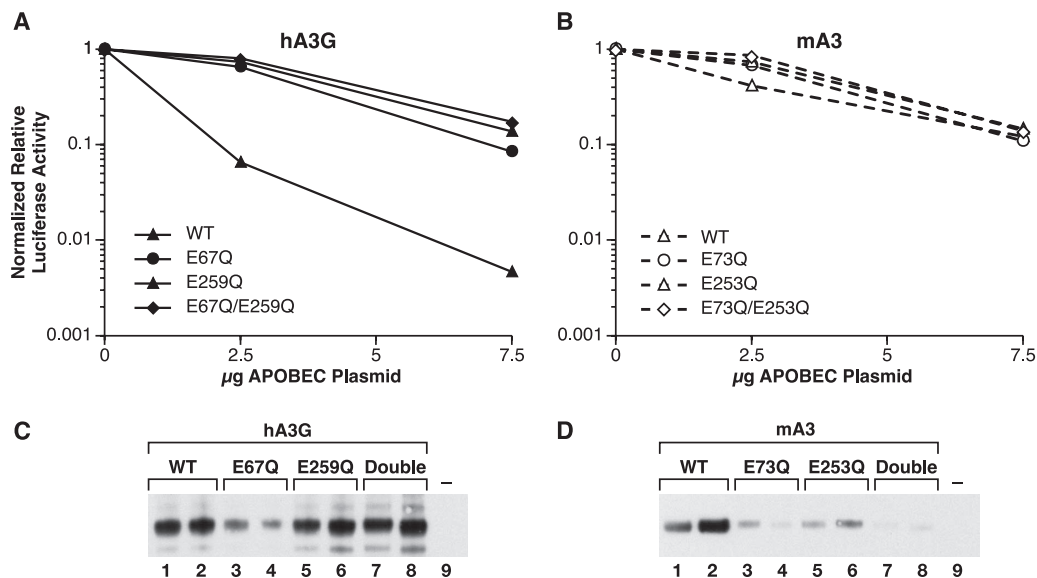 A
hA3G
Normalized Relative
Luciferase Activity
1
0.1
0.01
0.001
0
2.5
5
7.5
µg APOBEC Plasmid
WT
E67Q
E259Q
E67Q/E259Q
B
mA3
1
0.1
0.01
0.001
0
2.5
5
7.5
µg APOBEC Plasmid
WT
E73Q
E253Q
E73Q/E253Q
C
hA3G
WT E67Q E259Q Double –
1 2 3 4 5 6 7 8 9
D
mA3
WT E73Q E253Q Double –
1 2 3 4 5 6 7 8 9